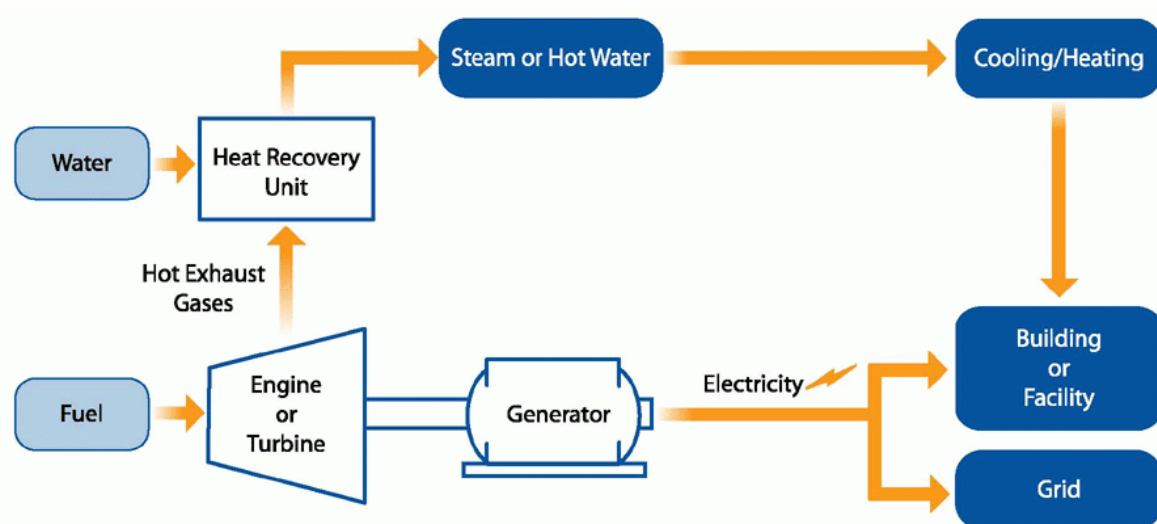 Steam or Hot Water
Cooling/Heating
Water
Heat Recovery
Unit
Hot Exhaust
Gases
Fuel
Engine
or
Turbine
Generator
Electricity
Building
or
Facility
Grid